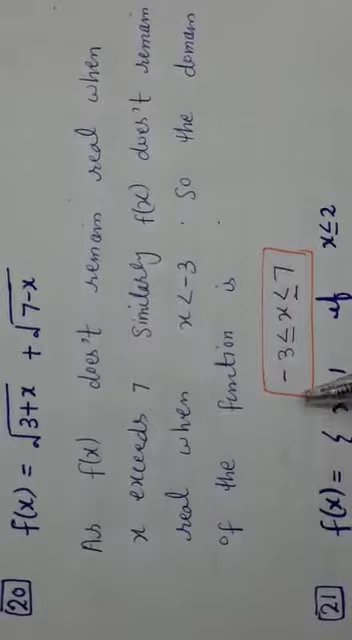 20 f(x) = √3+x + √7-x
As f(x) doesn't remain real when
x exceeds 7 Similarly f(x) doesn't remain
real when x < -3 . So the domain
of the function is .
-3 ≤ x ≤ 7
21 f(x) = { if x ≤ 2